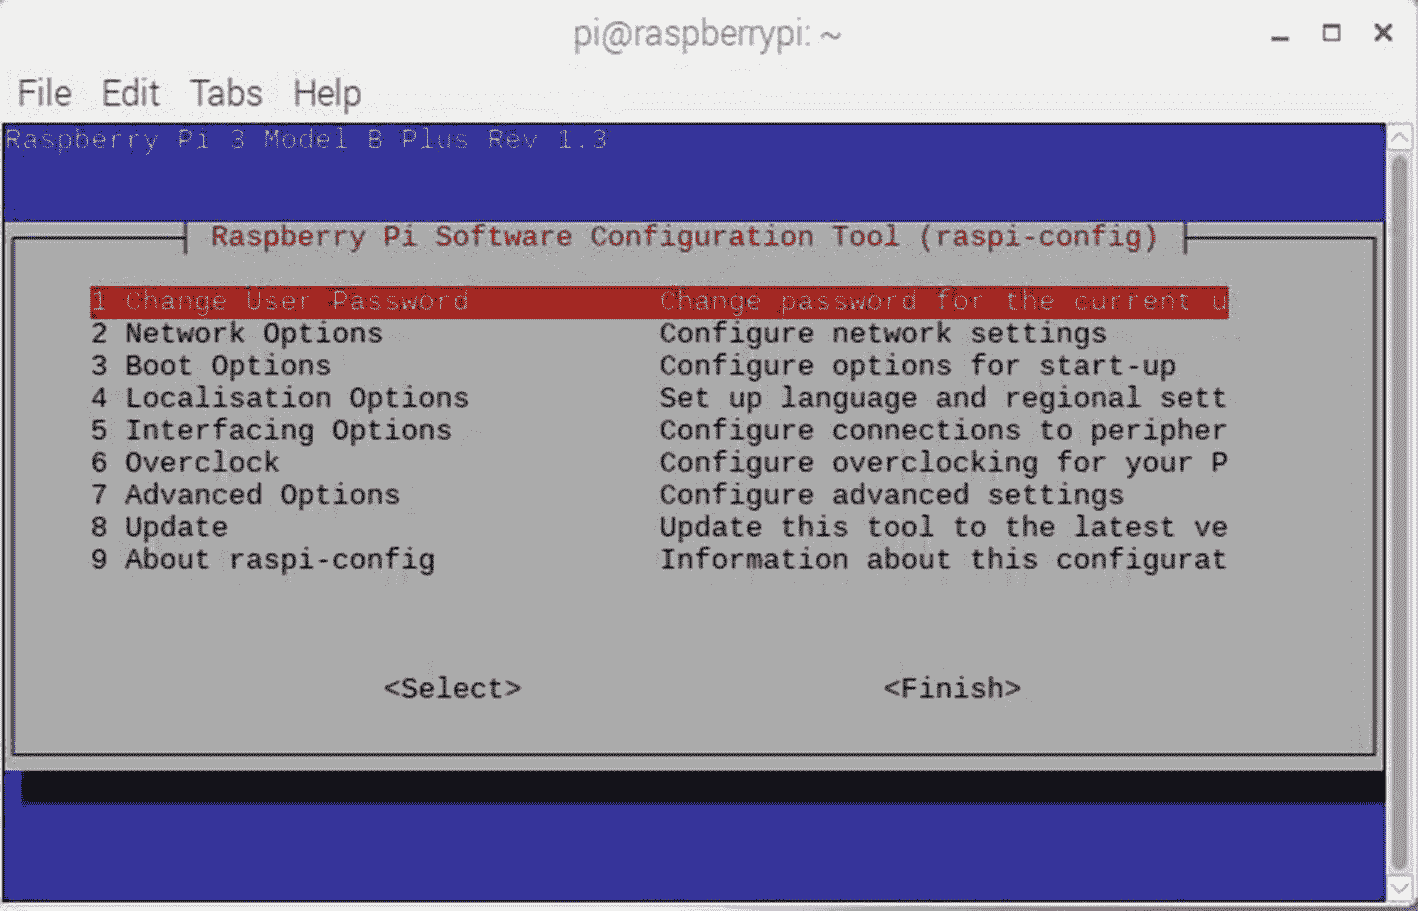 pi@raspberrypi: ~
File Edit Tabs Help
Raspberry Pi 3 Model B Plus Rev 1.3
Raspberry Pi Software Configuration Tool (raspi-config)
1 Change User Password Change password for the current u
2 Network Options Configure network settings
3 Boot Options Configure options for start-up
4 Localisation Options Set up language and regional sett
5 Interfacing Options Configure connections to peripher
6 Overclock Configure overclocking for your P
7 Advanced Options Configure advanced settings
8 Update Update this tool to the latest ve
9 About raspi-config Information about this configurat
<Select> <Finish>